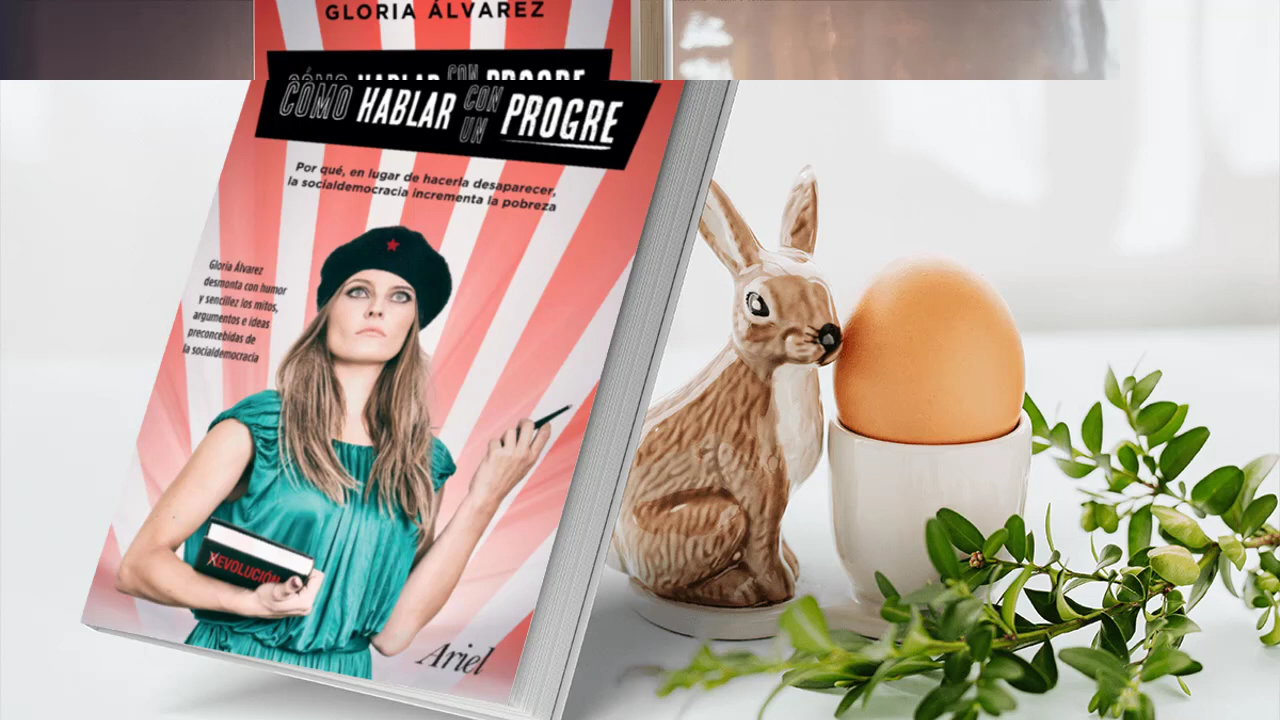 GLORIA ÁLVAREZ
CÓMO HABLAR CON PROGRE
CÓMO HABLAR CON UN PROGRE
Por qué, en lugar de hacerla desaparecer,
la socialdemocracia incrementa la pobreza
Gloria Álvarez
desmonta con humor
y sencillez los mitos,
argumentos e ideas
preconcebidas de
la socialdemocracia
XEVOLUCIÓN
Ariel